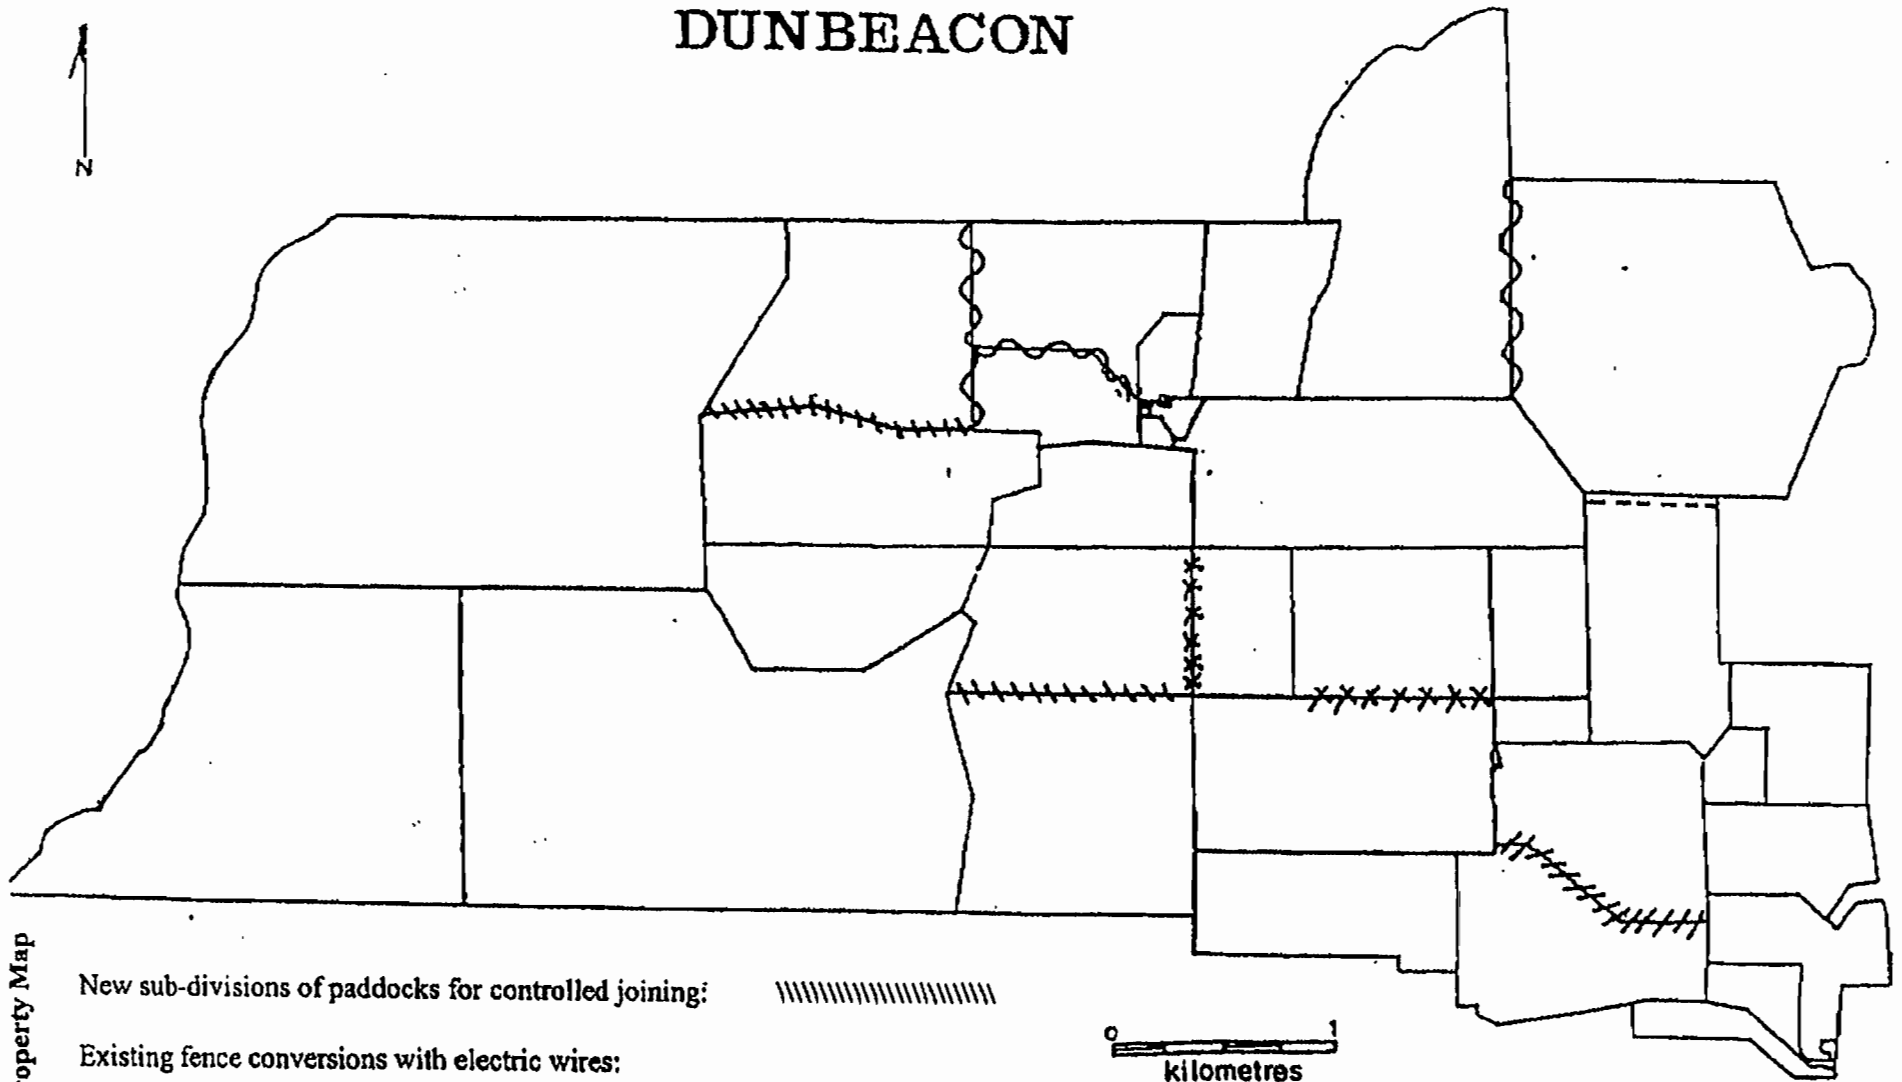 DUNBEACON
N
New sub-divisions of paddocks for controlled joining:
Existing fence conversions with electric wires:
0 1
kilometres
Map